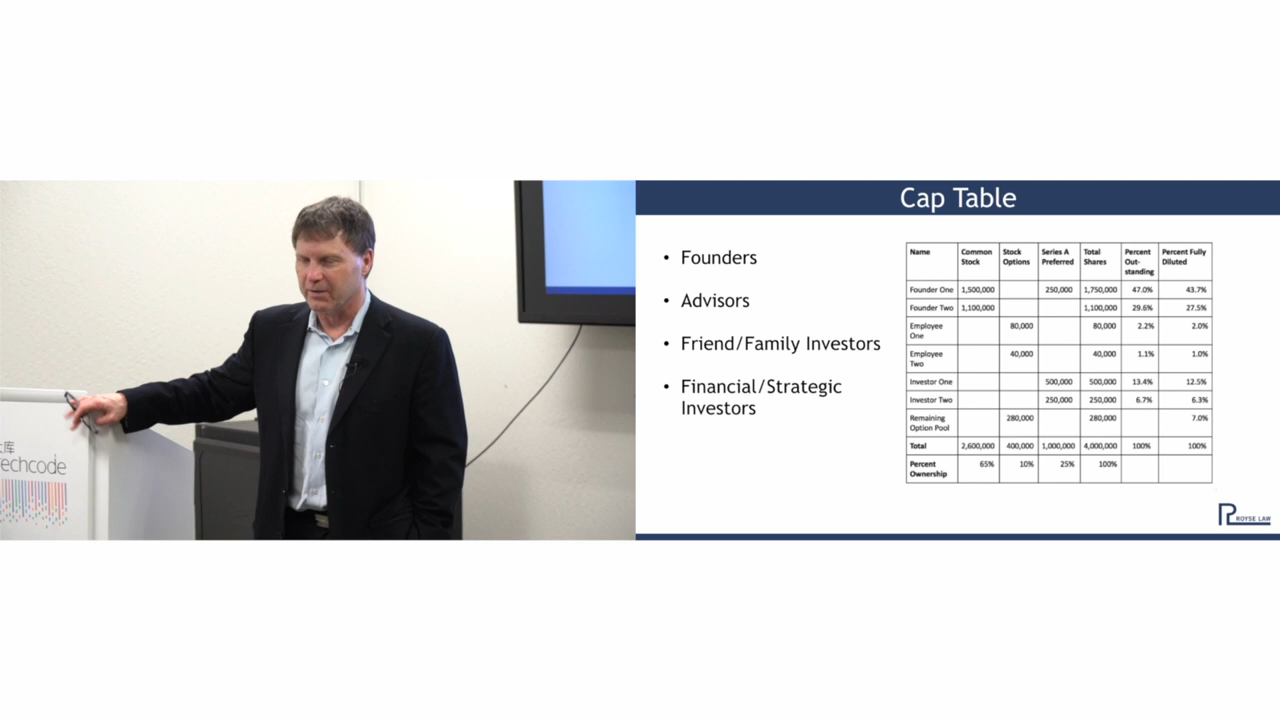 大库
techcode
Cap Table
• Founders
• Advisors
• Friend/Family Investors
• Financial/Strategic
Investors
Name Common Stock Stock Options Series A Preferred Total Shares Percent Out-standing Percent Fully Diluted
Founder One 1,500,000 250,000 1,750,000 47.0% 43.7%
Founder Two 1,100,000 1,100,000 29.6% 27.5%
Employee One 80,000 80,000 2.2% 2.0%
Employee Two 40,000 40,000 1.1% 1.0%
Investor One 500,000 500,000 13.4% 12.5%
Investor Two 250,000 250,000 6.7% 6.3%
Remaining Option Pool 280,000 280,000 7.0%
Total 2,600,000 400,000 1,000,000 4,000,000 100% 100%
Percent Ownership 65% 10% 25% 100%
ROYSE LAW